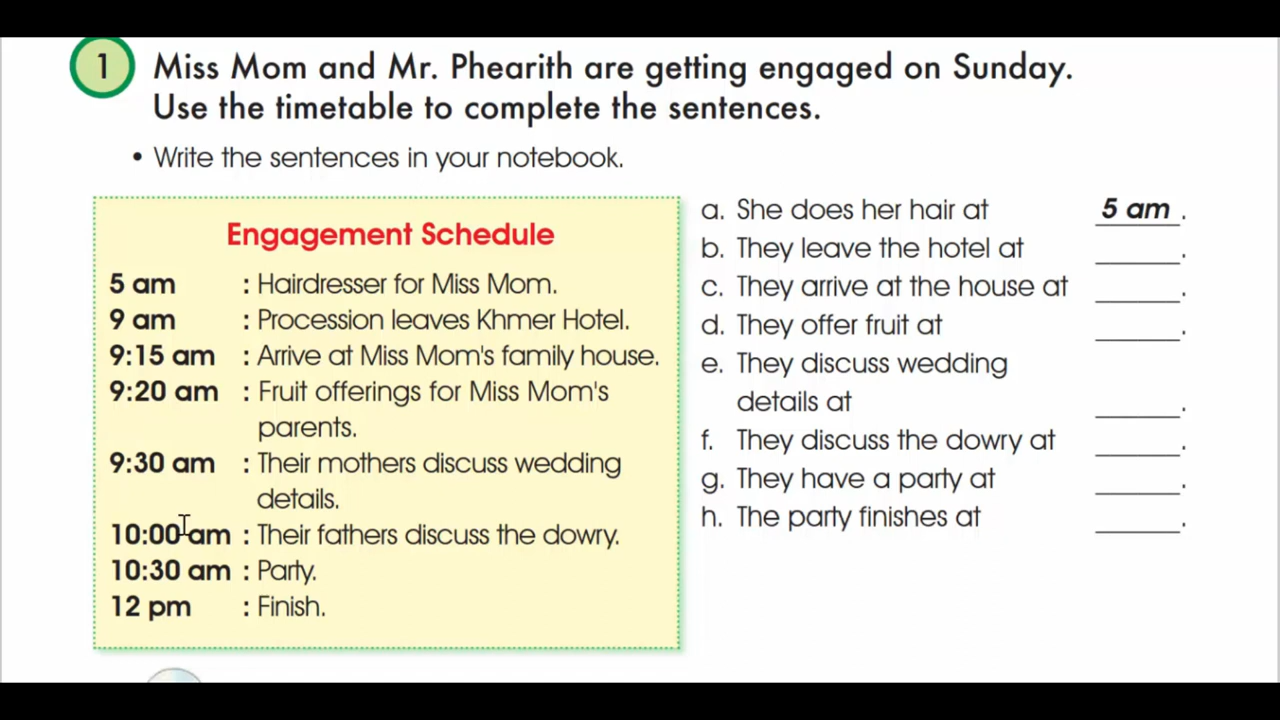 1 Miss Mom and Mr. Phearith are getting engaged on Sunday.
Use the timetable to complete the sentences.
• Write the sentences in your notebook.
Engagement Schedule
5 am : Hairdresser for Miss Mom.
9 am : Procession leaves Khmer Hotel.
9:15 am : Arrive at Miss Mom's family house.
9:20 am : Fruit offerings for Miss Mom's
parents.
9:30 am : Their mothers discuss wedding
details.
10:00 am : Their fathers discuss the dowry.
10:30 am : Party.
12 pm : Finish.
a. She does her hair at 5 am .
b. They leave the hotel at ______.
c. They arrive at the house at ______.
d. They offer fruit at ______.
e. They discuss wedding
details at ______.
f. They discuss the dowry at ______.
g. They have a party at ______.
h. The party finishes at ______.